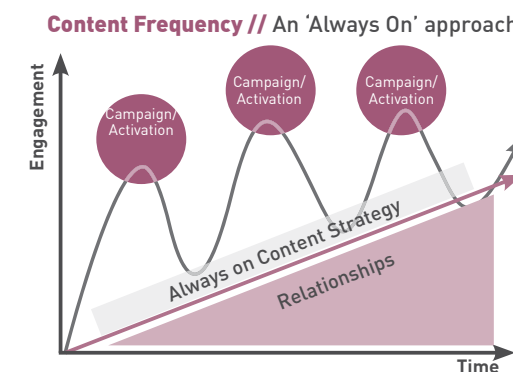 Content Frequency // An ‘Always On’ approach
Engagement
Campaign/
Activation
Campaign/
Activation
Campaign/
Activation
Always on Content Strategy
Relationships
Time